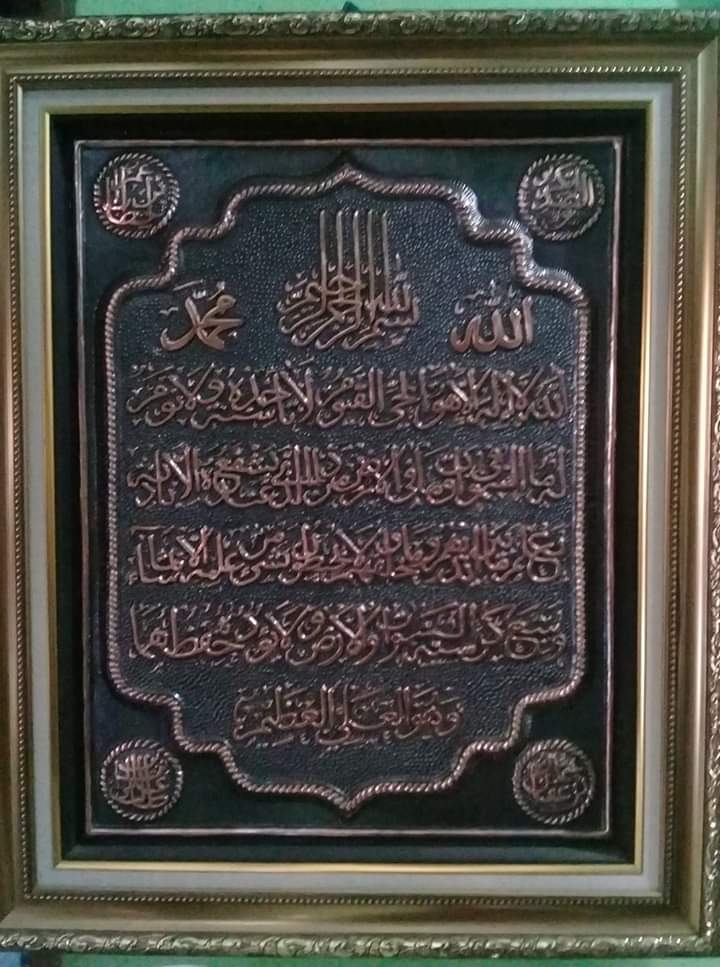 الله
بسم الله الرحمن الرحيم
محمد
الله لا إله إلا هو الحي القيوم لا تأخذه سنة ولا نوم
له ما في السموات وما في الأرض من ذا الذي يشفع عنده إلا بإذنه
يعلم ما بين أيديهم وما خلفهم ولا يحيطون بشيء من علمه إلا بما شاء
وسع كرسيه السموات والأرض ولا يؤده حفظهما
وهو العلي العظيم